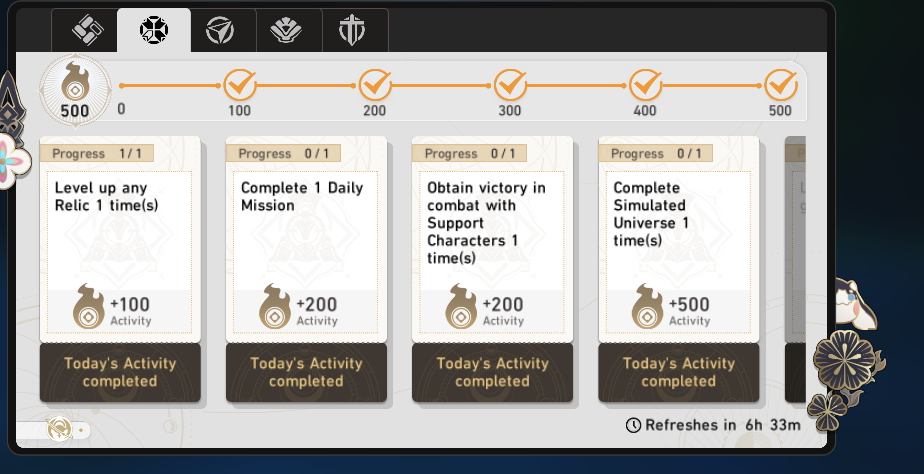 500
0
100
200
300
400
500
Progress 1/1
Level up any
Relic 1 time(s)
+100
Activity
Today's Activity
completed
Progress 0/1
Complete 1 Daily
Mission
+200
Activity
Today's Activity
completed
Progress 0/1
Obtain victory in
combat with
Support
Characters 1
time(s)
+200
Activity
Today's Activity
completed
Progress 0/1
Complete
Simulated
Universe 1
time(s)
+500
Activity
Today's Activity
completed
Refreshes in 6h 33m